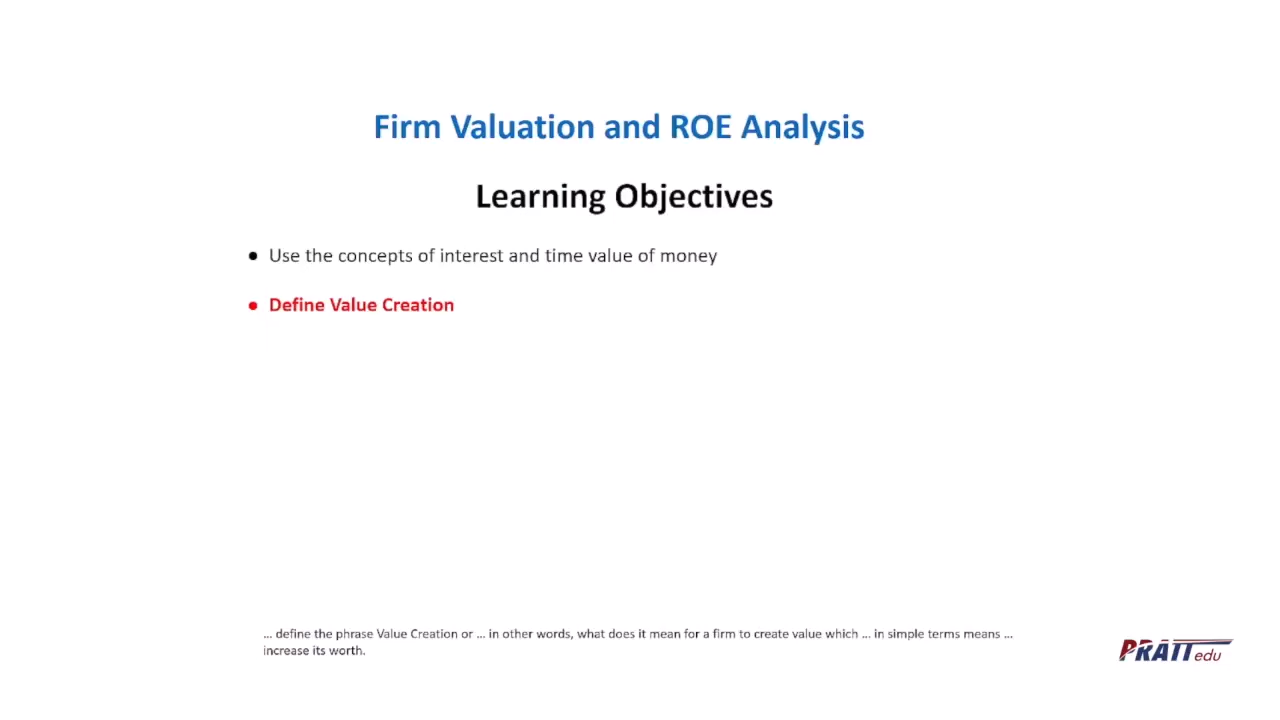 Firm Valuation and ROE Analysis
Learning Objectives
● Use the concepts of interest and time value of money
● Define Value Creation
... define the phrase Value Creation or ... in other words, what does it mean for a firm to create value which ... in simple terms means ...
increase its worth.
PRATT edu